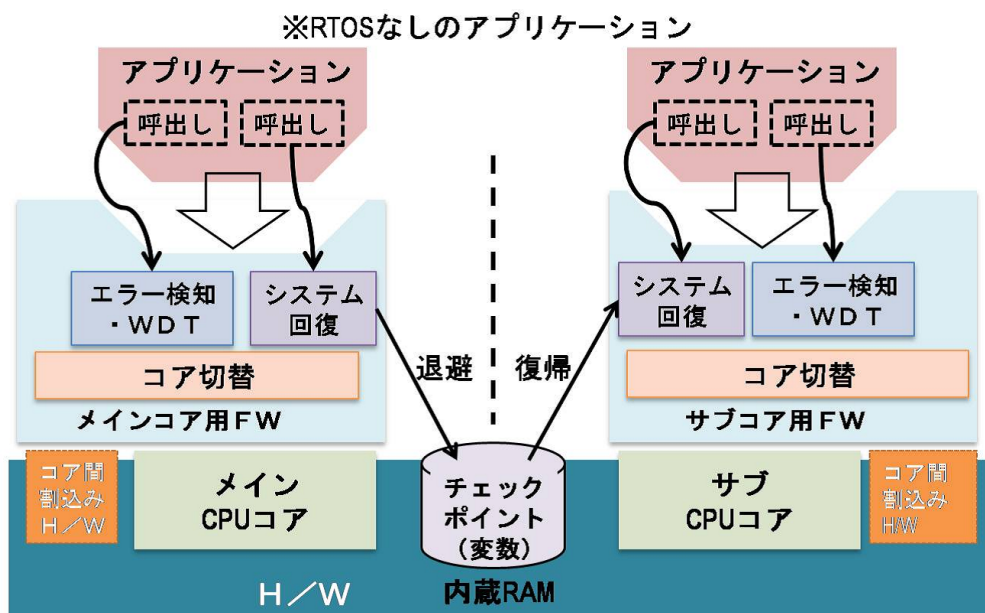 ※RTOSなしのアプリケーション
アプリケーション
呼出し
呼出し
エラー検知
・ＷＤＴ
システム
回復
コア切替
メインコア用ＦＷ
コア間
割込み
Ｈ／Ｗ
メイン
CPUコア
退避
復帰
チェック
ポイント
(変数)
内蔵RAM
Ｈ／Ｗ
アプリケーション
呼出し
呼出し
システム
回復
エラー検知
・ＷＤＴ
コア切替
サブコア用ＦＷ
サブ
CPUコア
コア間
割込み
H/W